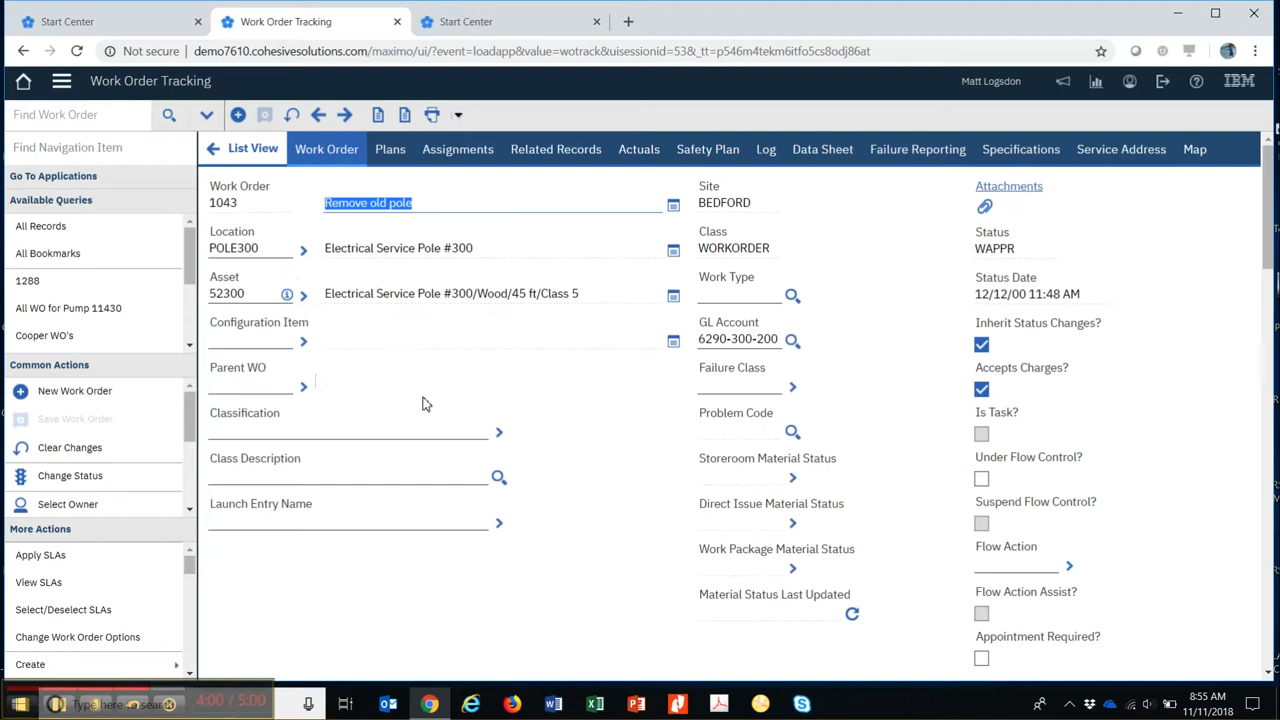 Start Center
Work Order Tracking
Start Center
Not secure
demo7610.cohesivesolutions.com/maximo/ui/?event=loadapp&value=wotrack&uisessionid=53&_tt=p546m4tekm6itfo5cs8odj86at
Work Order Tracking
Matt Logsdon
IBM
Find Work Order
Find Navigation Item
Go To Applications
Available Queries
All Records
All Bookmarks
1288
All WO for Pump 11430
Cooper WO's
Common Actions
New Work Order
Save Work Order
Clear Changes
Change Status
Select Owner
More Actions
Apply SLAs
View SLAs
Select/Deselect SLAs
Change Work Order Options
Create
List View
Work Order
Plans
Assignments
Related Records
Actuals
Safety Plan
Log
Data Sheet
Failure Reporting
Specifications
Service Address
Map
Work Order
1043
Remove old pole
Location
POLE300
Electrical Service Pole #300
Asset
52300
Electrical Service Pole #300/Wood/45 ft/Class 5
Configuration Item
Parent WO
Classification
Class Description
Launch Entry Name
Site
BEDFORD
Class
WORKORDER
Work Type
GL Account
6290-300-200
Failure Class
Problem Code
Storeroom Material Status
Direct Issue Material Status
Work Package Material Status
Material Status Last Updated
Attachments
Status
WAPPR
Status Date
12/12/00 11:48 AM
Inherit Status Changes?
Accepts Charges?
Is Task?
Under Flow Control?
Suspend Flow Control?
Flow Action
Flow Action Assist?
Appointment Required?
Type here to search
4:00 / 5:00
8:55 AM
11/11/2018